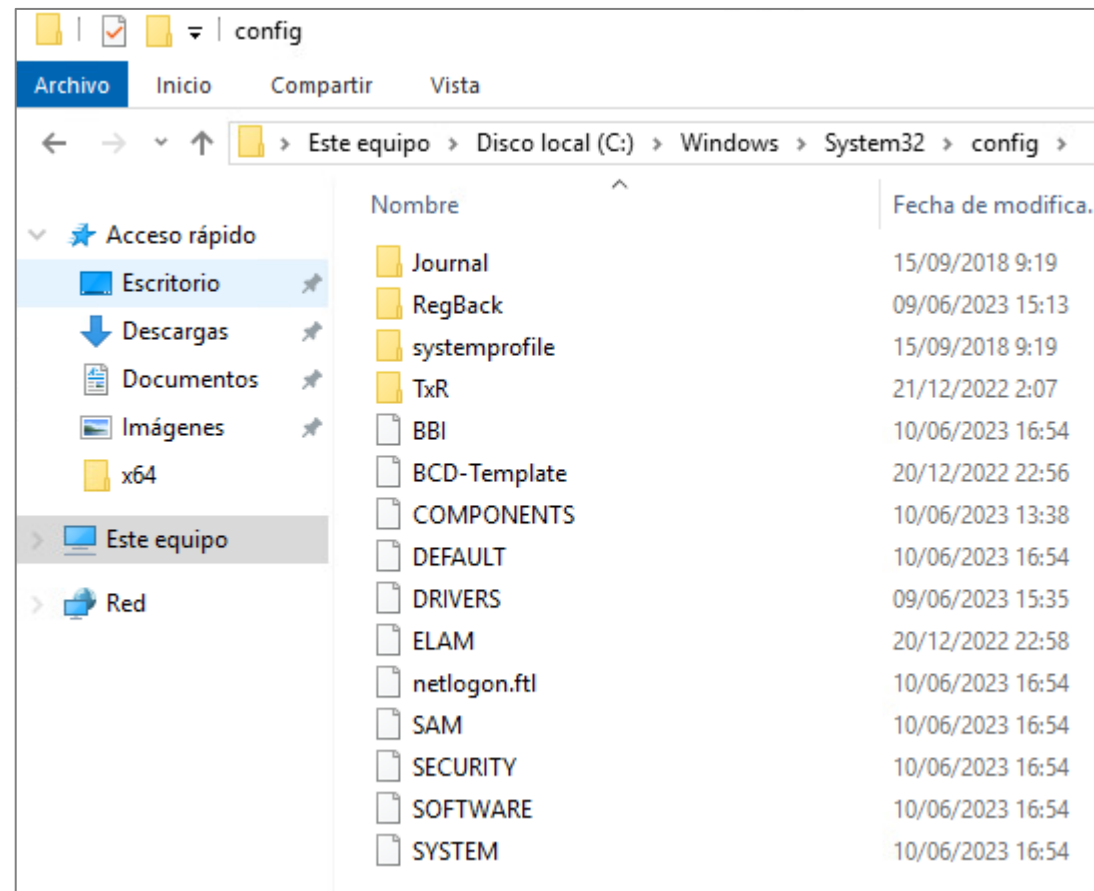 config
Archivo Inicio Compartir Vista
Este equipo > Disco local (C:) > Windows > System32 > config >
Nombre Fecha de modifica...
Acceso rápido
Escritorio
Descargas
Documentos
Imágenes
x64
Este equipo
Red
Journal 15/09/2018 9:19
RegBack 09/06/2023 15:13
systemprofile 15/09/2018 9:19
TxR 21/12/2022 2:07
BBI 10/06/2023 16:54
BCD-Template 20/12/2022 22:56
COMPONENTS 10/06/2023 13:38
DEFAULT 10/06/2023 16:54
DRIVERS 09/06/2023 15:35
ELAM 20/12/2022 22:58
netlogon.ftl 10/06/2023 16:54
SAM 10/06/2023 16:54
SECURITY 10/06/2023 16:54
SOFTWARE 10/06/2023 16:54
SYSTEM 10/06/2023 16:54